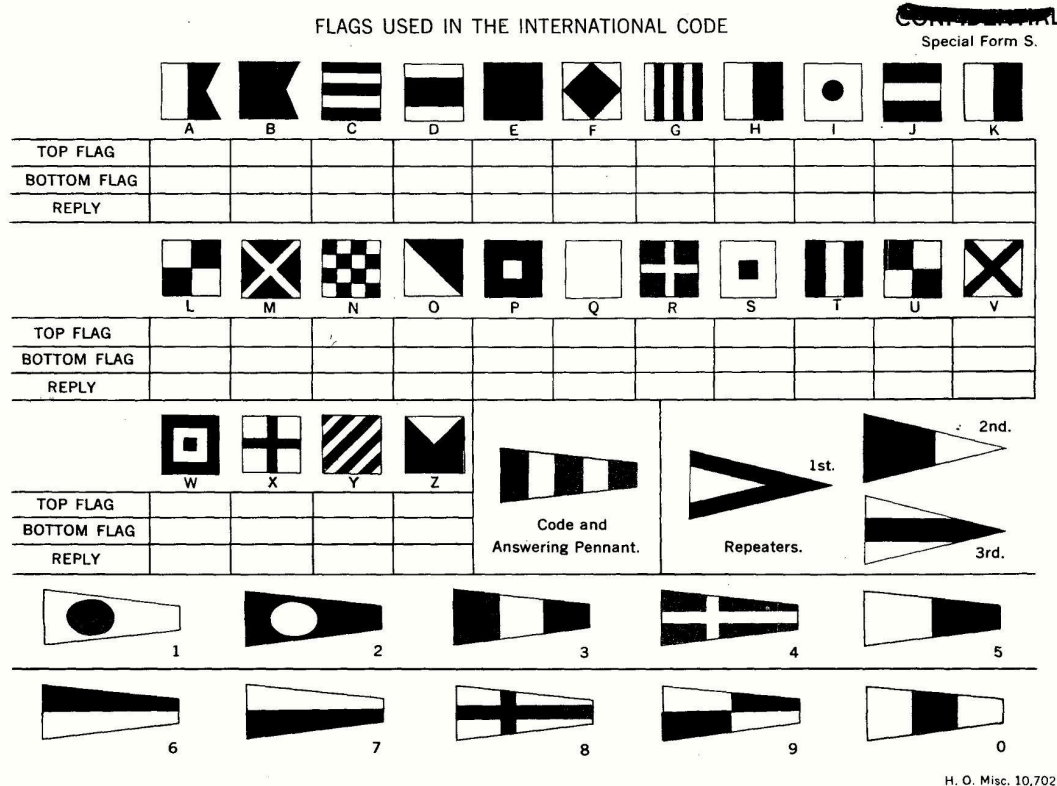 FLAGS USED IN THE INTERNATIONAL CODE
CONFIDENTIAL
Special Form S.
A B C D E F G H I J K
TOP FLAG
BOTTOM FLAG
REPLY
L M N O P Q R S T U V
TOP FLAG
BOTTOM FLAG
REPLY
W X Y Z
TOP FLAG
BOTTOM FLAG
REPLY
Code and
Answering Pennant.
1st.
Repeaters.
2nd.
3rd.
1 2 3 4 5
6 7 8 9 0
H. O. Misc. 10,702